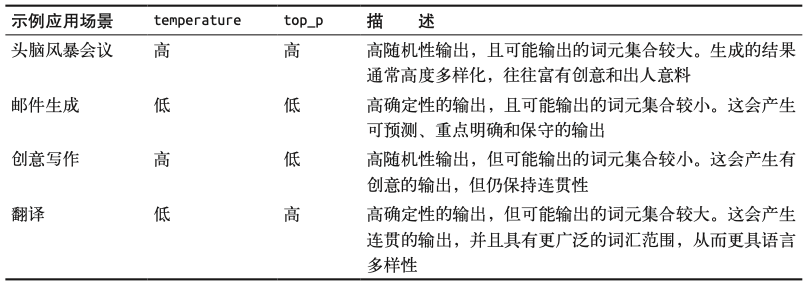 示例应用场景 temperature top_p 描 述
头脑风暴会议 高 高 高随机性输出，且可能输出的词元集合较大。生成的结果
通常高度多样化，往往富有创意和出人意料
邮件生成 低 低 高确定性的输出，且可能输出的词元集合较小。这会产生
可预测、重点明确和保守的输出
创意写作 高 低 高随机性输出，但可能输出的词元集合较小。这会产生有
创意的输出，但仍保持连贯性
翻译 低 高 高确定性的输出，但可能输出的词元集合较大。这会产生
连贯的输出，并且具有更广泛的词汇范围，从而更具语言
多样性